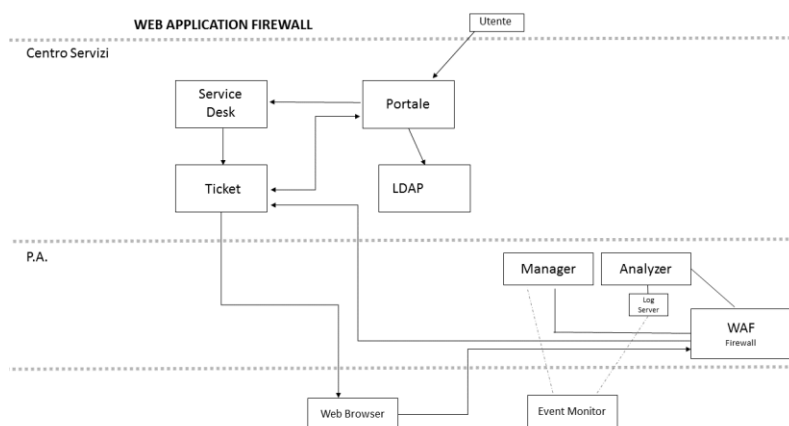 WEB APPLICATION FIREWALL
Utente
Centro Servizi
Service
Desk
Portale
Ticket
LDAP
P.A.
Manager
Analyzer
Log
Server
WAF
Firewall
Web Browser
Event Monitor